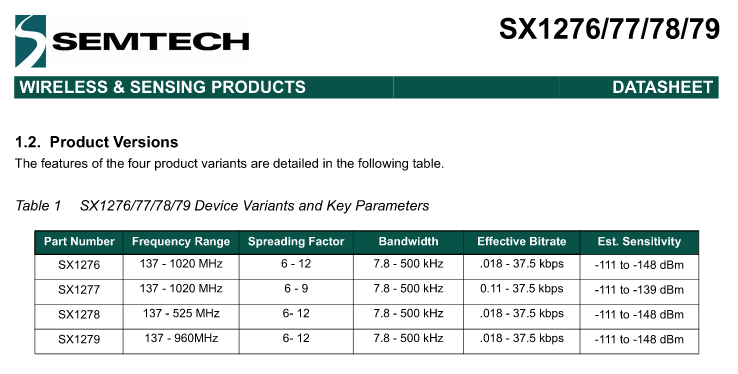 SEMTECH
SX1276/77/78/79
WIRELESS & SENSING PRODUCTS DATASHEET
1.2. Product Versions
The features of the four product variants are detailed in the following table.
Table 1 SX1276/77/78/79 Device Variants and Key Parameters
Part Number Frequency Range Spreading Factor Bandwidth Effective Bitrate Est. Sensitivity
SX1276 137 - 1020 MHz 6 - 12 7.8 - 500 kHz .018 - 37.5 kbps -111 to -148 dBm
SX1277 137 - 1020 MHz 6 - 9 7.8 - 500 kHz 0.11 - 37.5 kbps -111 to -139 dBm
SX1278 137 - 525 MHz 6- 12 7.8 - 500 kHz .018 - 37.5 kbps -111 to -148 dBm
SX1279 137 - 960MHz 6- 12 7.8 - 500 kHz .018 - 37.5 kbps -111 to -148 dBm